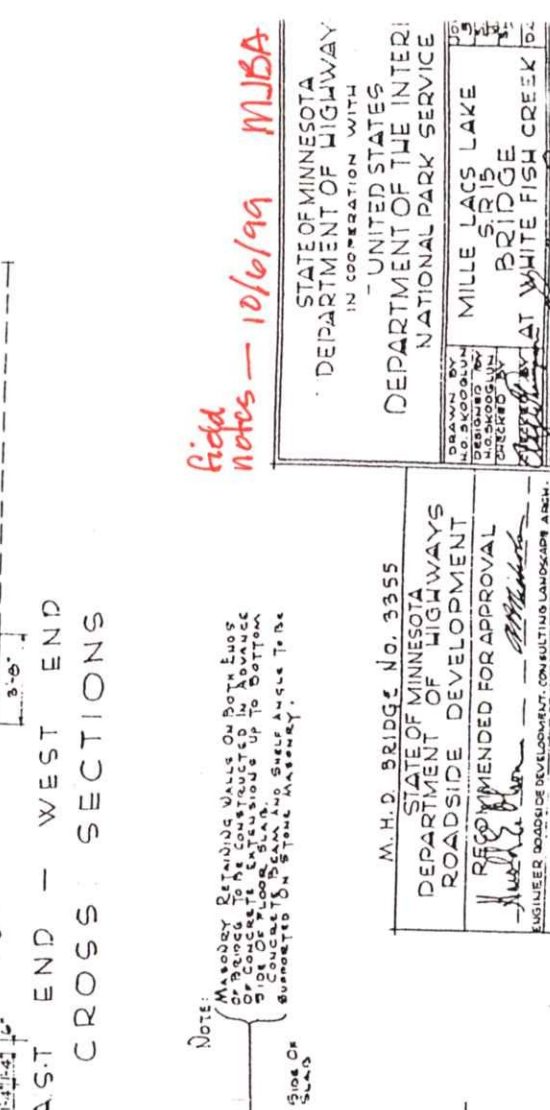 3'-8"
EAST END - WEST END
CROSS SECTIONS
NOTE:
MASONRY RETAINING WALLS ON BOTH ENDS
OF BRIDGE TO BE CONSTRUCTED IN ADVANCE
OF CONCRETE EXTENSIONS UP TO BOTTOM
SIDE OF FLOOR SLAB.
CONCRETE BEAM AND SHELF ANGLE TO BE
SUPPORTED ON STONE MASONRY.
SIDE OF
SLAB
field
notes — 10/6/99 MJBA
M.H.D. BRIDGE No. 3355
STATE OF MINNESOTA
DEPARTMENT OF HIGHWAYS
ROADSIDE DEVELOPMENT
RECOMMENDED FOR APPROVAL
ENGINEER ROADSIDE DEVELOPMENT. CONSULTING LANDSCAPE ARCH.
STATE OF MINNESOTA
DEPARTMENT OF HIGHWAY
IN COOPERATION WITH
UNITED STATES
DEPARTMENT OF THE INTERI
NATIONAL PARK SERVICE
DRAWN BY
H.O.SKOOGLUN
DESIGNED BY
H.O.SKOOGLUN
CHECKED BY
MILLE LACS LAKE
S.R.15
BRIDGE
AT WHITE FISH CREEK